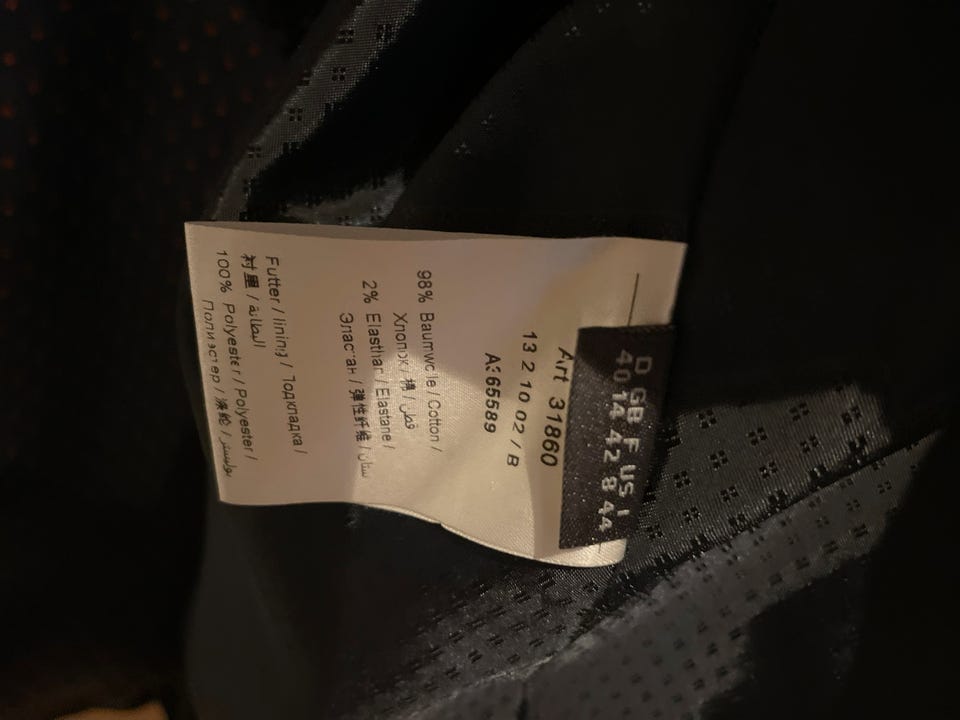 D GB F US I
40 14 42 8 44
Art 31860
13 2 10 02 / B
65589
98% Baumwolle / Cotton /
Хлопок / 棉 / قطن
2% Elasthan / Elastane /
Эластан / 弹性纤维 /
Futter / lining / Подкладка /
衬里 / البطانة
100% Polyester / Polyester /
Полиэстер / 涤纶 / بوليستر